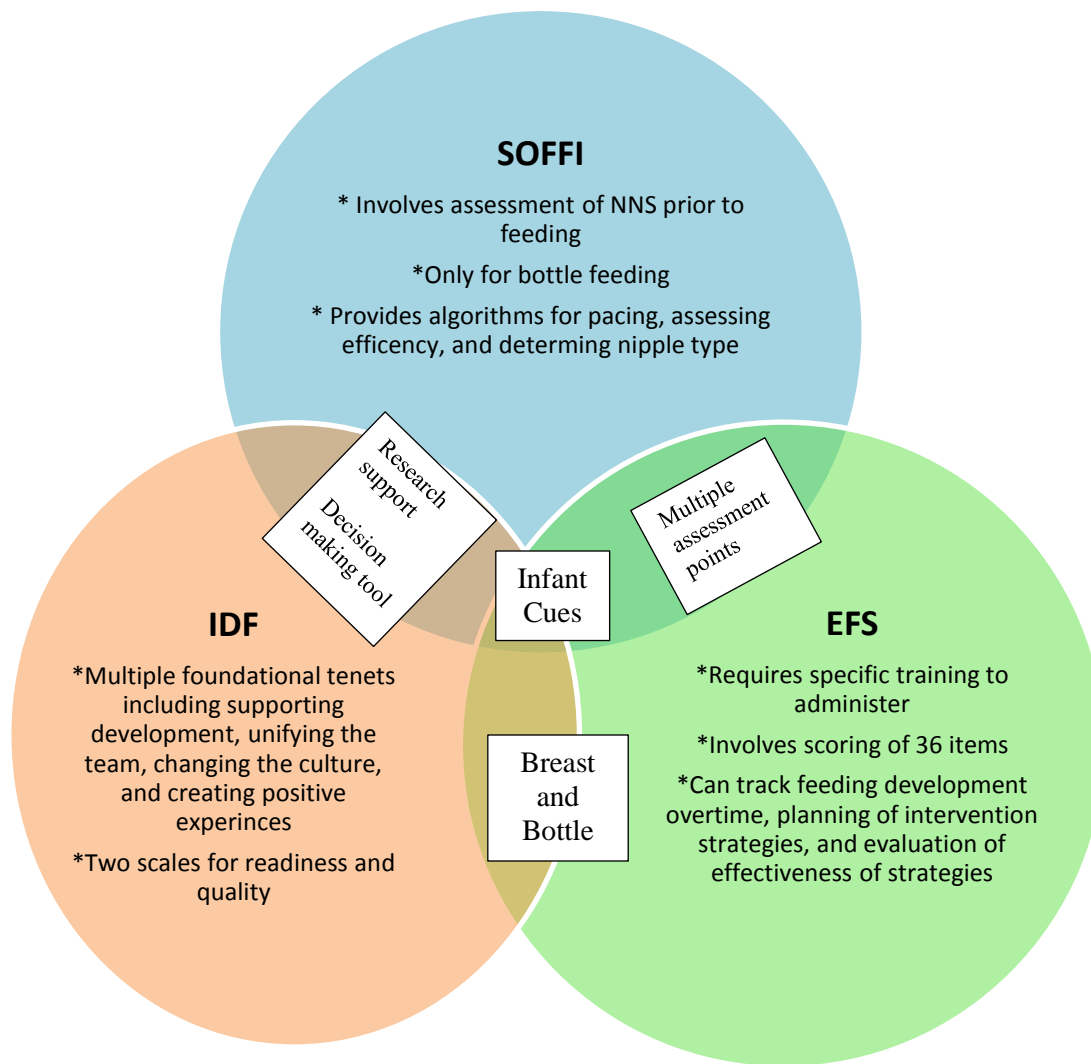 SOFFI
* Involves assessment of NNS prior to
feeding
*Only for bottle feeding
* Provides algorithms for pacing, assessing
efficency, and determing nipple type
Research
support
Decision
making tool
Multiple
assessment
points
Infant
Cues
IDF
*Multiple foundational tenets
including supporting
development, unifying the
team, changing the culture,
and creating positive
experinces
*Two scales for readiness and
quality
Breast
and
Bottle
EFS
*Requires specific training to
administer
*Involves scoring of 36 items
*Can track feeding development
overtime, planning of intervention
strategies, and evaluation of
effectiveness of strategies